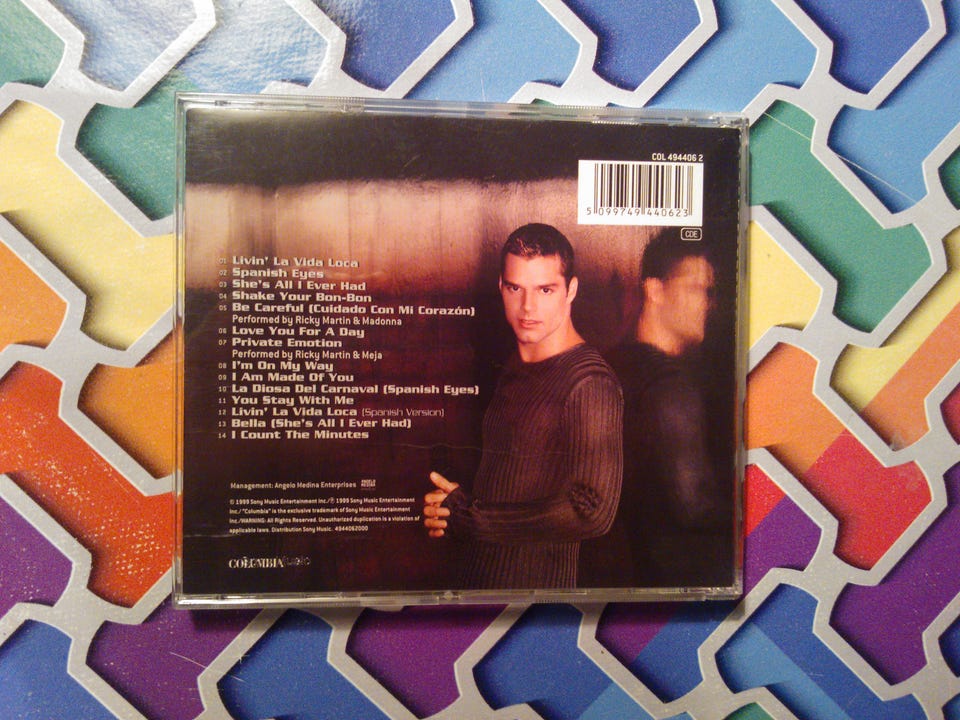 COL 494406 2
5 099749 440623
CDE
01 Livin' La Vida Loca
02 Spanish Eyes
03 She's All I Ever Had
04 Shake Your Bon-Bon
05 Be Careful (Cuidado Con Mi Corazón)
Performed by Ricky Martin & Madonna
06 Love You For A Day
07 Private Emotion
Performed by Ricky Martin & Meja
08 I'm On My Way
09 I Am Made Of You
10 La Diosa Del Carnaval (Spanish Eyes)
11 You Stay With Me
12 Livin' La Vida Loca (Spanish Version)
13 Bella (She's All I Ever Had)
14 I Count The Minutes
Management: Angelo Medina Enterprises
© 1999 Sony Music Entertainment Inc./℗ 1999 Sony Music Entertainment
Inc./ "Columbia" is the exclusive trademark of Sony Music Entertainment
Inc./WARNING: All Rights Reserved. Unauthorized duplication is a violation of
applicable laws. Distribution Sony Music. 4944062000
COLUMBIA